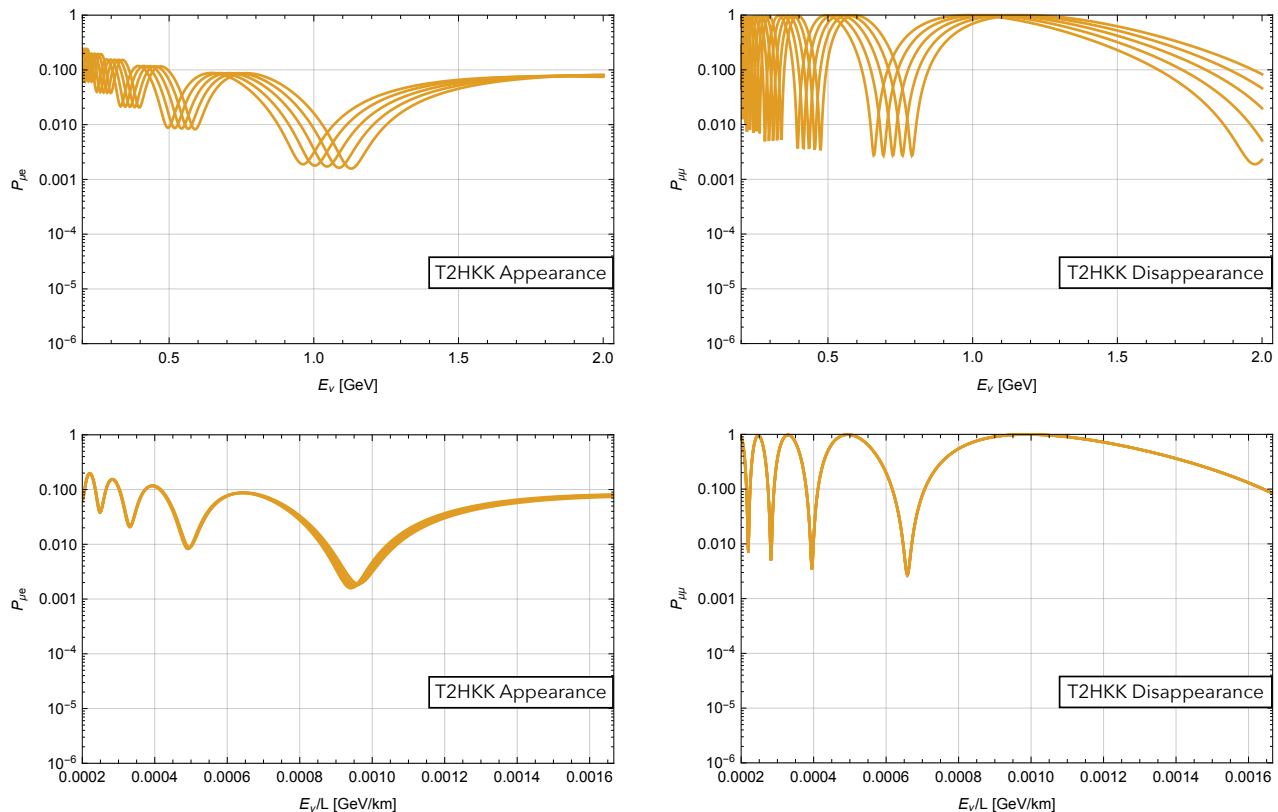 1
0.100
0.010
0.001
10⁻⁴
10⁻⁵
10⁻⁶
P_μe
T2HKK Appearance
0.5 1.0 1.5 2.0
E_ν [GeV]
1
0.100
0.010
0.001
10⁻⁴
10⁻⁵
10⁻⁶
P_μμ
T2HKK Disappearance
0.5 1.0 1.5 2.0
E_ν [GeV]
1
0.100
0.010
0.001
10⁻⁴
10⁻⁵
10⁻⁶
P_μe
T2HKK Appearance
0.0002 0.0004 0.0006 0.0008 0.0010 0.0012 0.0014 0.0016
E_ν/L [GeV/km]
1
0.100
0.010
0.001
10⁻⁴
10⁻⁵
10⁻⁶
P_μμ
T2HKK Disappearance
0.0002 0.0004 0.0006 0.0008 0.0010 0.0012 0.0014 0.0016
E_ν/L [GeV/km]